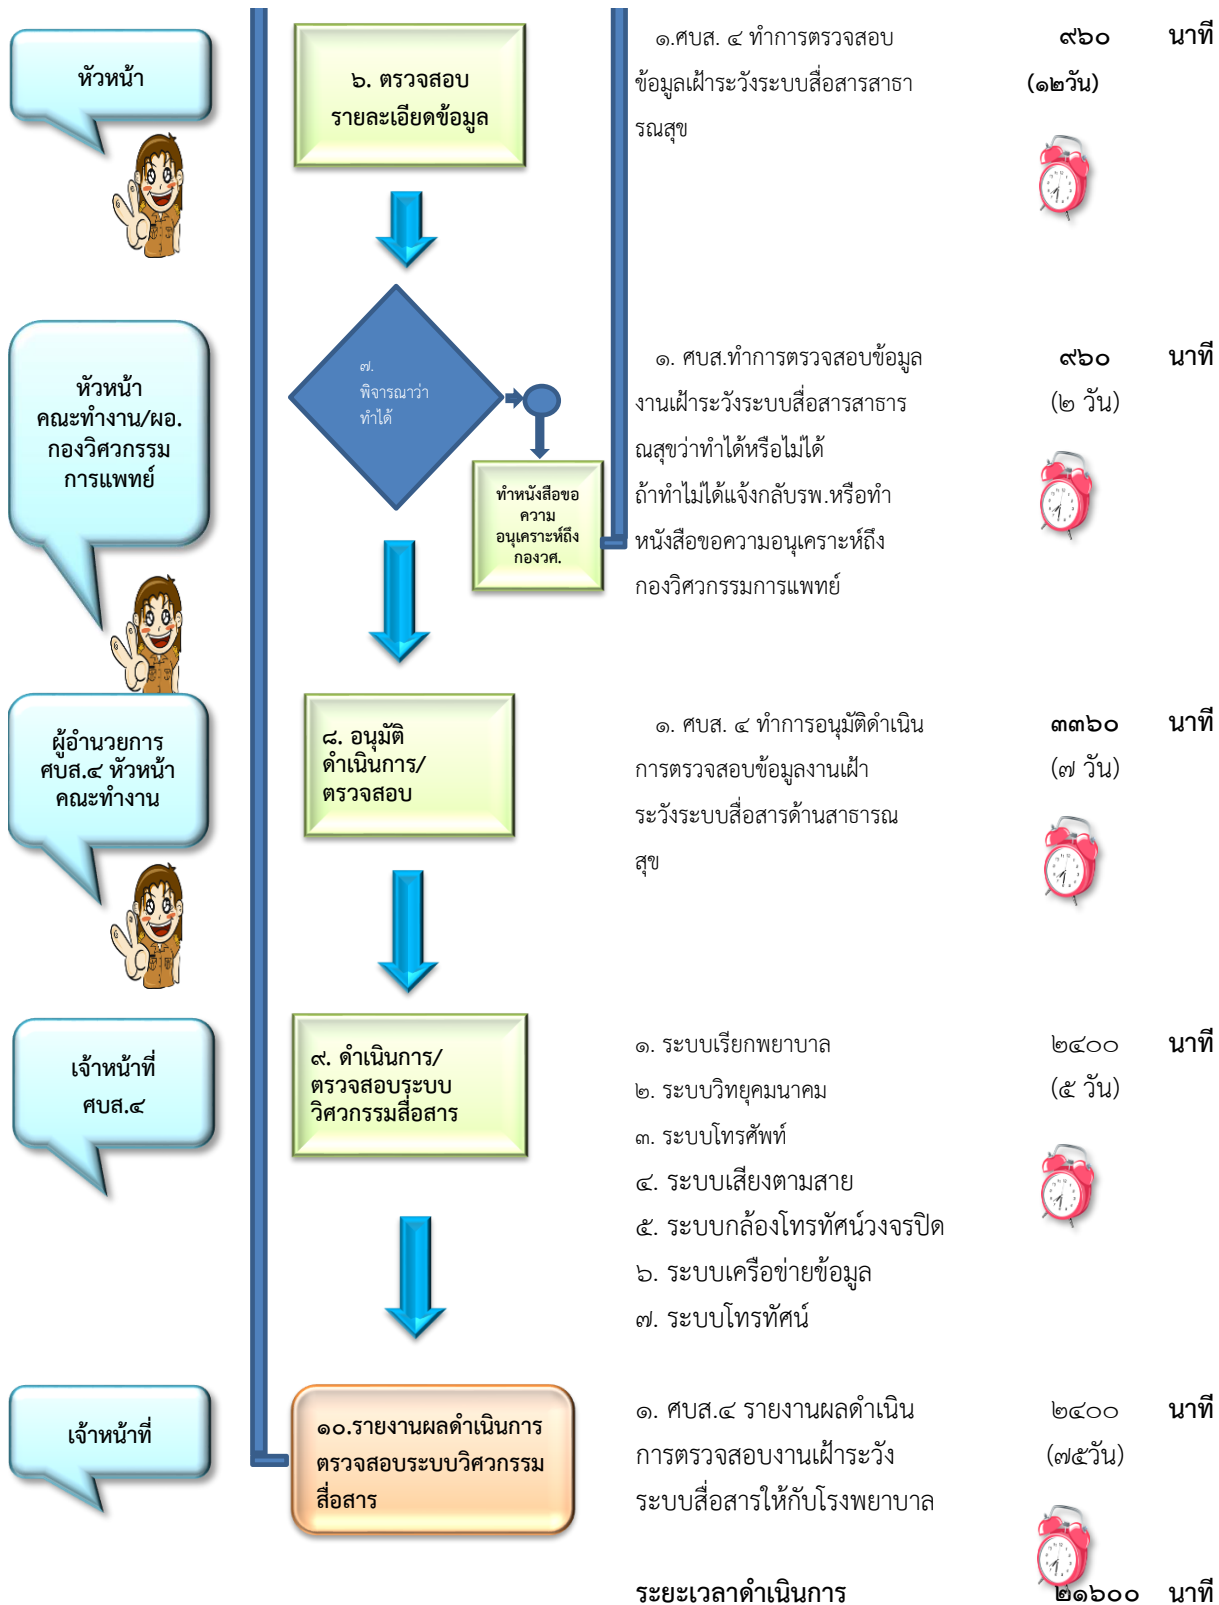 หัวหน้า
๖. ตรวจสอบ
รายละเอียดข้อมูล
๑.ศบส. ๔ ทำการตรวจสอบ
ข้อมูลเฝ้าระวังระบบสื่อสารสาธา
รณสุข
๙๖๐ นาที
(๑๒วัน)
หัวหน้า
คณะทำงาน/ผอ.
กองวิศวกรรม
การแพทย์
๗.
พิจารณาว่า
ทำได้
ทำหนังสือขอ
ความ
อนุเคราะห์ถึง
กองวศ.
๑. ศบส.ทำการตรวจสอบข้อมูล
งานเฝ้าระวังระบบสื่อสารสาธาร
ณสุขว่าทำได้หรือไม่ได้
ถ้าทำไม่ได้แจ้งกลับรพ.หรือทำ
หนังสือขอความอนุเคราะห์ถึง
กองวิศวกรรมการแพทย์
๙๖๐ นาที
(๒ วัน)
ผู้อำนวยการ
ศบส.๔ หัวหน้า
คณะทำงาน
๘. อนุมัติ
ดำเนินการ/
ตรวจสอบ
๑. ศบส. ๔ ทำการอนุมัติดำเนิน
การตรวจสอบข้อมูลงานเฝ้า
ระวังระบบสื่อสารด้านสาธารณ
สุข
๓๓๖๐ นาที
(๗ วัน)
เจ้าหน้าที่
ศบส.๔
๙. ดำเนินการ/
ตรวจสอบระบบ
วิศวกรรมสื่อสาร
๑. ระบบเรียกพยาบาล
๒. ระบบวิทยุคมนาคม
๓. ระบบโทรศัพท์
๔. ระบบเสียงตามสาย
๕. ระบบกล้องโทรทัศน์วงจรปิด
๖. ระบบเครือข่ายข้อมูล
๗. ระบบโทรทัศน์
๒๔๐๐ นาที
(๕ วัน)
เจ้าหน้าที่
๑๐.รายงานผลดำเนินการ
ตรวจสอบระบบวิศวกรรม
สื่อสาร
๑. ศบส.๔ รายงานผลดำเนิน
การตรวจสอบงานเฝ้าระวัง
ระบบสื่อสารให้กับโรงพยาบาล
๒๔๐๐ นาที
(๗๕วัน)
ระยะเวลาดำเนินการ ๒๑๖๐๐ นาที